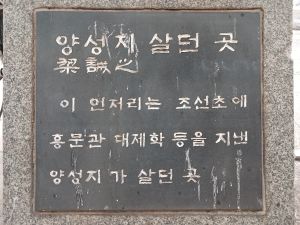 양성지 살던 곳
梁誠之
이 언저리는 조선초에
홍문관 대제학 등을 지낸
양성지가 살던 곳